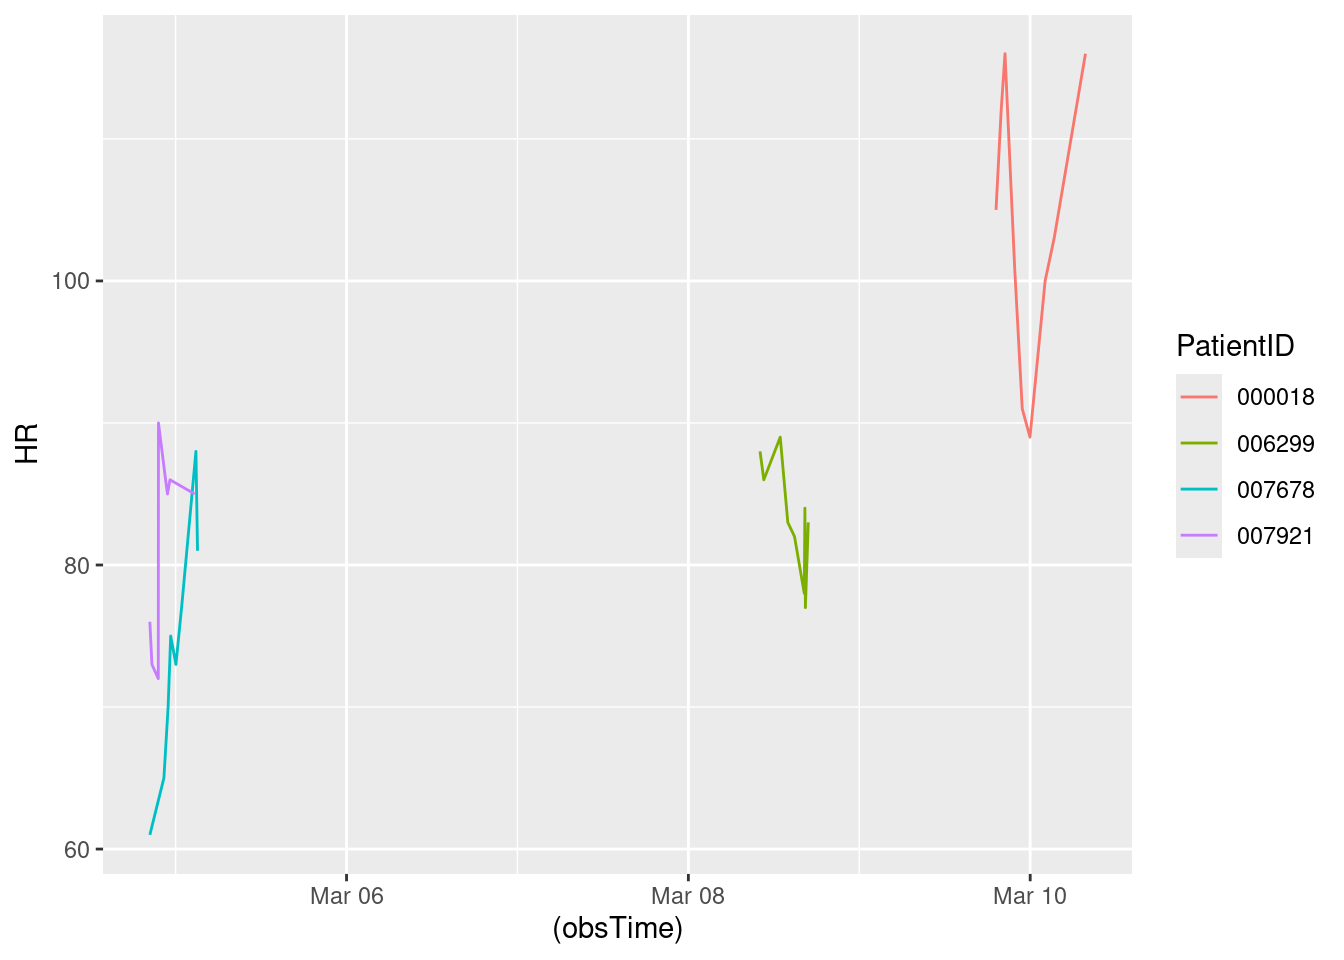 HR
100
80
60
Mar 06
Mar 08
Mar 10
(obsTime)
PatientID
000018
006299
007678
007921